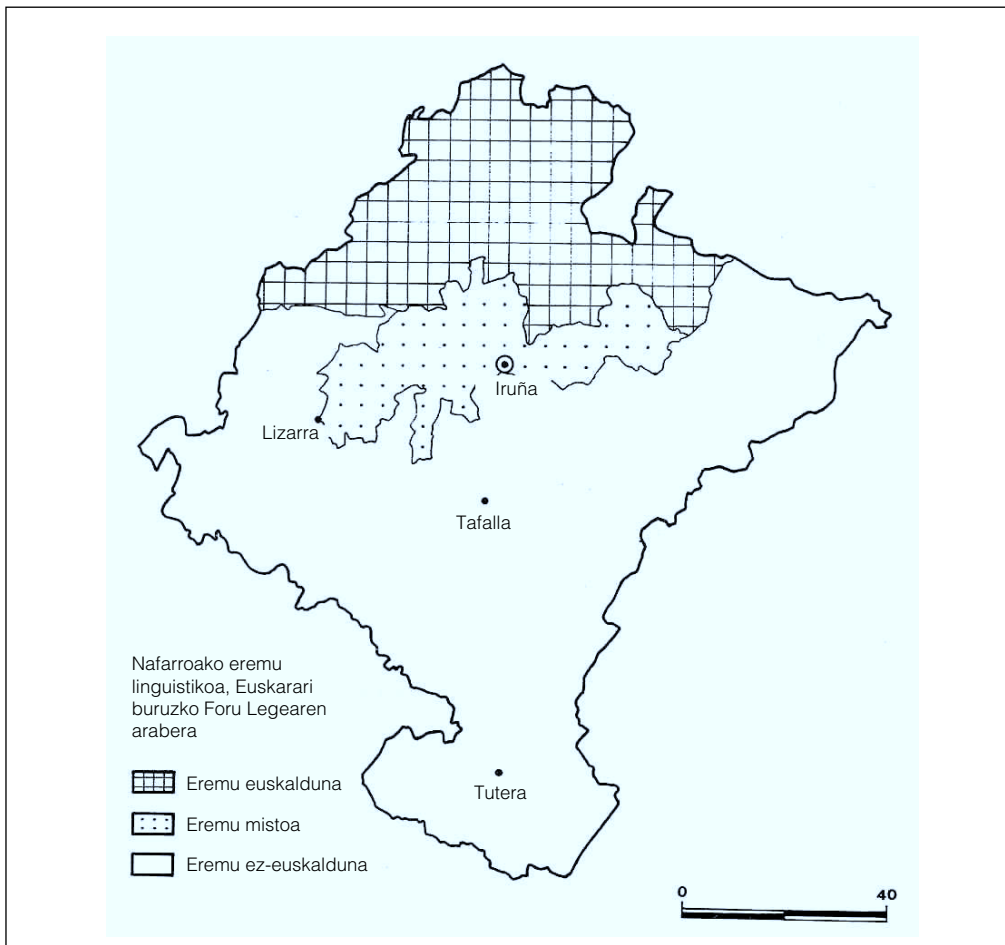 Iruña
Lizarra
Tafalla
Nafarroako eremu
linguistikoa, Euskarari
buruzko Foru Legearen
arabera
Tutera
Eremu euskalduna
Eremu mistoa
Eremu ez-euskalduna
0 40